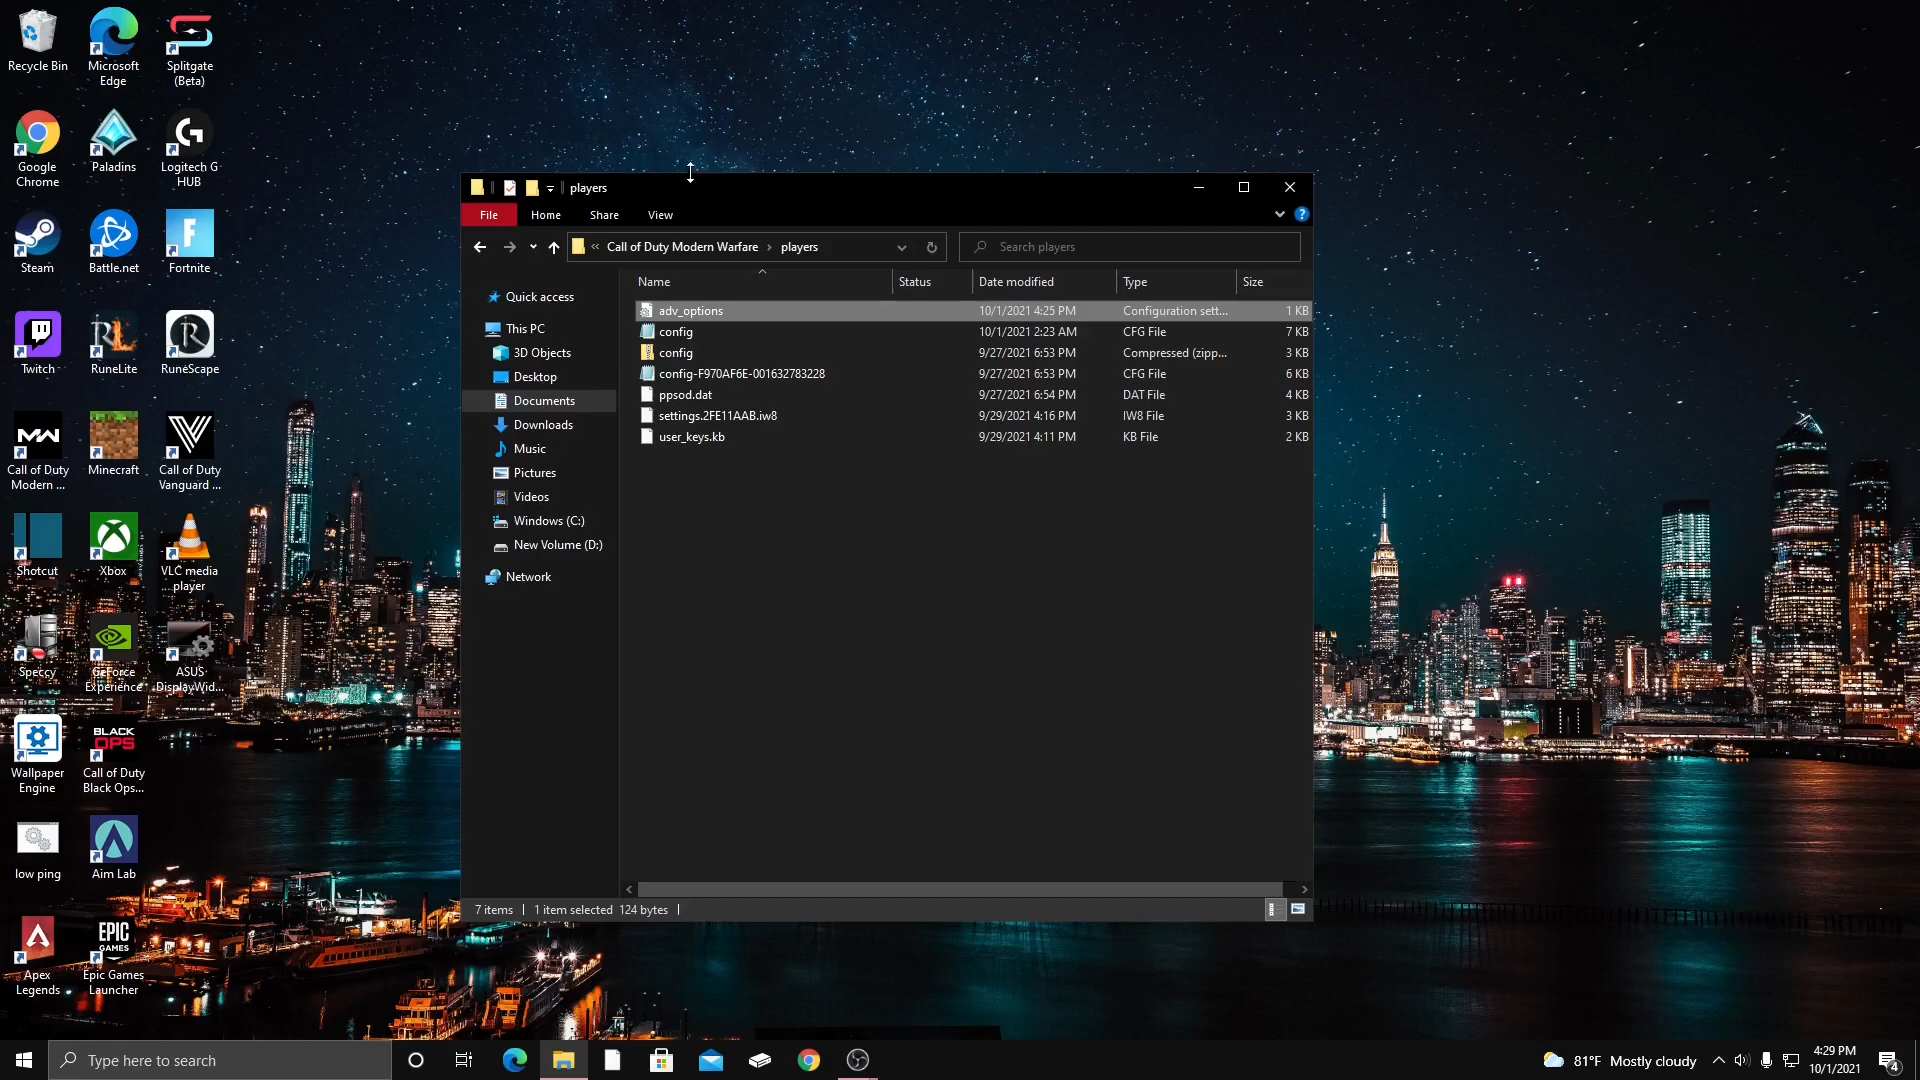 Recycle Bin
Microsoft
Edge
Splitgate
(Beta)
Google
Chrome
Paladins
Logitech G
HUB
Steam
Battle.net
Fortnite
Twitch
RuneLite
RuneScape
Call of Duty
Modern ...
Minecraft
Call of Duty
Vanguard ...
Shotcut
Xbox
VLC media
player
Speccy
GeForce
Experience
ASUS
DisplayWid...
Wallpaper
Engine
BLACK
OPS
Call of Duty
Black Ops...
low ping
Aim Lab
Apex
Legends
EPIC
GAMES
Epic Games
Launcher
players
File
Home
Share
View
Call of Duty Modern Warfare › players
Search players
Name
Status
Date modified
Type
Size
adv_options 10/1/2021 4:25 PM Configuration sett... 1 KB
config 10/1/2021 2:23 AM CFG File 7 KB
config 9/27/2021 6:53 PM Compressed (zipp... 3 KB
config-F970AF6E-001632783228 9/27/2021 6:53 PM CFG File 6 KB
ppsod.dat 9/27/2021 6:54 PM DAT File 4 KB
settings.2FE11AAB.iw8 9/29/2021 4:16 PM IW8 File 3 KB
user_keys.kb 9/29/2021 4:11 PM KB File 2 KB
Quick access
This PC
3D Objects
Desktop
Documents
Downloads
Music
Pictures
Videos
Windows (C:)
New Volume (D:)
Network
7 items
1 item selected 124 bytes
Type here to search
81°F Mostly cloudy
4:29 PM
10/1/2021
4